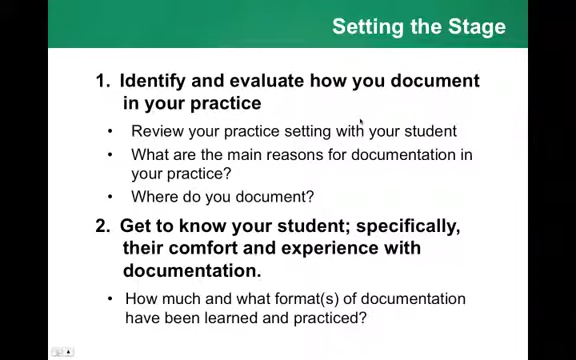 Setting the Stage
1. Identify and evaluate how you document
in your practice
• Review your practice setting with your student
• What are the main reasons for documentation in
your practice?
• Where do you document?
2. Get to know your student; specifically,
their comfort and experience with
documentation.
• How much and what format(s) of documentation
have been learned and practiced?